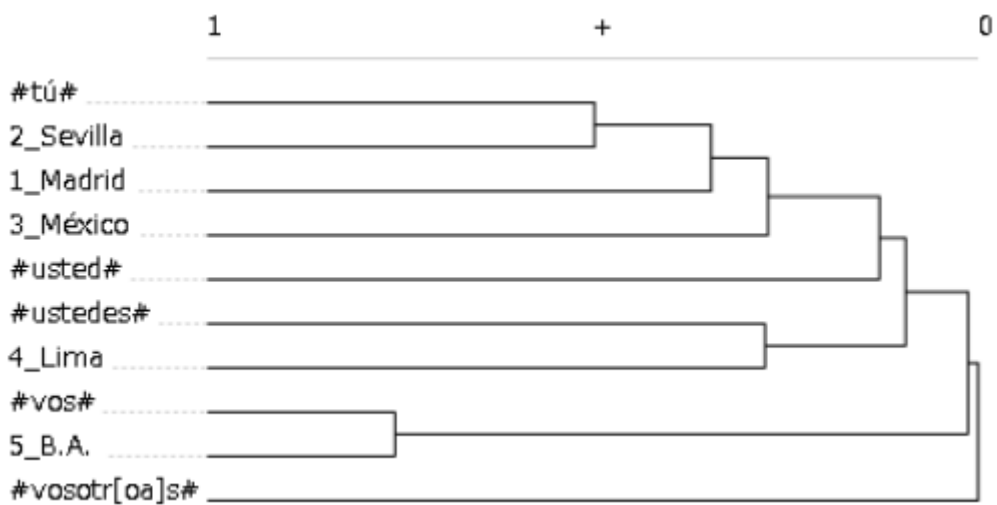 1 + 0
#tú#
2_Sevilla
1_Madrid
3_México
#usted#
#ustedes#
4_Lima
#vos#
5_B.A.
#vosotr[oa]s#